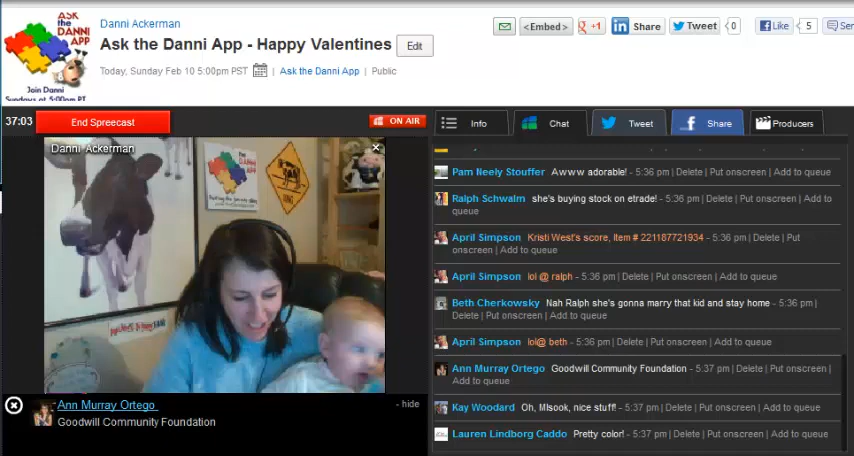 ASK
the
DANNI
APP
Join Danni
Sundays at 5:00pm PT
Danni Ackerman
Ask the Danni App - Happy Valentines
Edit
Today, Sunday Feb 10 5:00pm PST | Ask the Danni App | Public
<Embed>
g +1
in Share
Tweet
0
f Like
5
Sen
37:03
End Spreecast
ON AIR
Info
Chat
Tweet
f Share
Producers
Danni Ackerman
Pam Neely Stouffer Awww adorable! - 5:36 pm | Delete | Put onscreen | Add to queue
Ralph Schwalm she's buying stock on etrade! - 5:36 pm | Delete | Put onscreen | Add to
queue
April Simpson Kristi West's score, item # 221187721934 - 5:36 pm | Delete | Put
onscreen | Add to queue
April Simpson lol @ ralph - 5:36 pm | Delete | Put onscreen | Add to queue
Beth Cherkowsky Nah Ralph she's gonna marry that kid and stay home - 5:36 pm |
Delete | Put onscreen | Add to queue
April Simpson lol@ beth - 5:36 pm | Delete | Put onscreen | Add to queue
Ann Murray Ortego Goodwill Community Foundation - 5:37 pm | Delete | Put onscreen |
Add to queue
Kay Woodard Oh, MIsook, nice stuff! - 5:37 pm | Delete | Put onscreen | Add to queue
Lauren Lindborg Caddo Pretty color! - 5:37 pm | Delete | Put onscreen | Add to queue
Ann Murray Ortego
- hide
Goodwill Community Foundation